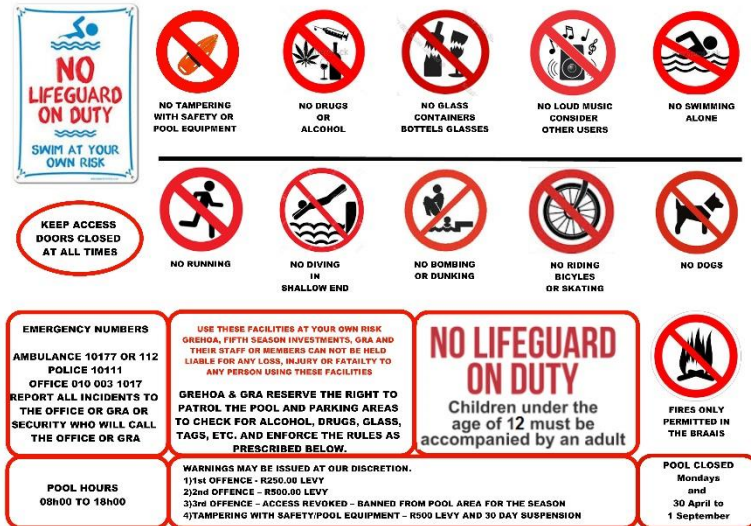 NO
LIFEGUARD
ON DUTY
SWIM AT YOUR
OWN RISK
NO TAMPERING
WITH SAFETY OR
POOL EQUIPMENT
NO DRUGS
OR
ALCOHOL
NO GLASS
CONTAINERS
BOTTELS GLASSES
NO LOUD MUSIC
CONSIDER
OTHER USERS
NO SWIMMING
ALONE
KEEP ACCESS
DOORS CLOSED
AT ALL TIMES
NO RUNNING
NO DIVING
IN
SHALLOW END
NO BOMBING
OR DUNKING
NO RIDING
BICYLES
OR SKATING
NO DOGS
EMERGENCY NUMBERS
AMBULANCE 10177 OR 112
POLICE 10111
OFFICE 010 003 1017
REPORT ALL INCIDENTS TO
THE OFFICE OR GRA OR
SECURITY WHO WILL CALL
THE OFFICE OR GRA
USE THESE FACILITIES AT YOUR OWN RISK
GREHOA, FIFTH SEASON INVESTMENTS, GRA AND
THEIR STAFF OR MEMBERS CAN NOT BE HELD
LIABLE FOR ANY LOSS, INJURY OR FATAILTY TO
ANY PERSON USING THESE FACILITIES
GREHOA & GRA RESERVE THE RIGHT TO
PATROL THE POOL AND PARKING AREAS
TO CHECK FOR ALCOHOL, DRUGS, GLASS,
TAGS, ETC. AND ENFORCE THE RULES AS
PRESCRIBED BELOW.
NO LIFEGUARD
ON DUTY
Children under the
age of 12 must be
accompanied by an adult
FIRES ONLY
PERMITTED IN
THE BRAAIS
POOL HOURS
08h00 TO 18h00
WARNINGS MAY BE ISSUED AT OUR DISCRETION.
1)1st OFFENCE - R250.00 LEVY
2)2nd OFFENCE – R500.00 LEVY
3)3rd OFFENCE – ACCESS REVOKED – BANNED FROM POOL AREA FOR THE SEASON
4)TAMPERING WITH SAFETY/POOL EQUIPMENT – R500 LEVY AND 30 DAY SUSPENSION
POOL CLOSED
Mondays
and
30 April to
1 September